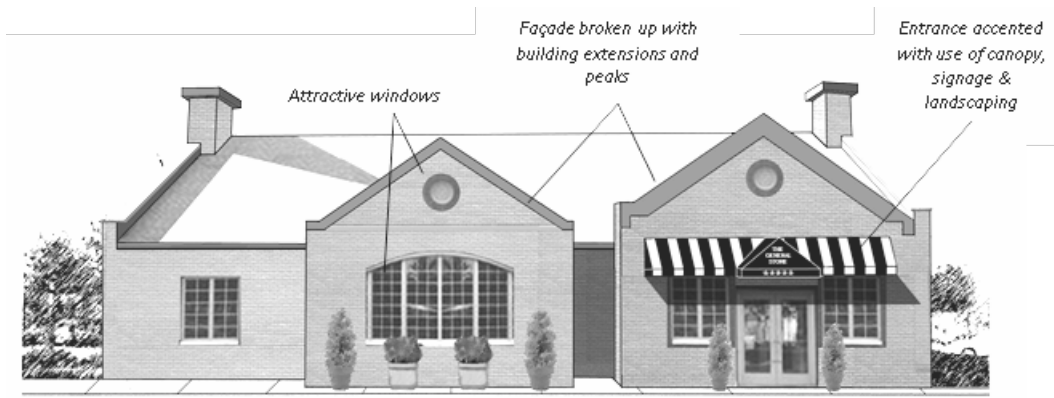 Façade broken up with
building extensions and
peaks
Entrance accented
with use of canopy,
signage &
landscaping
Attractive windows
THE
GENERAL
STORE